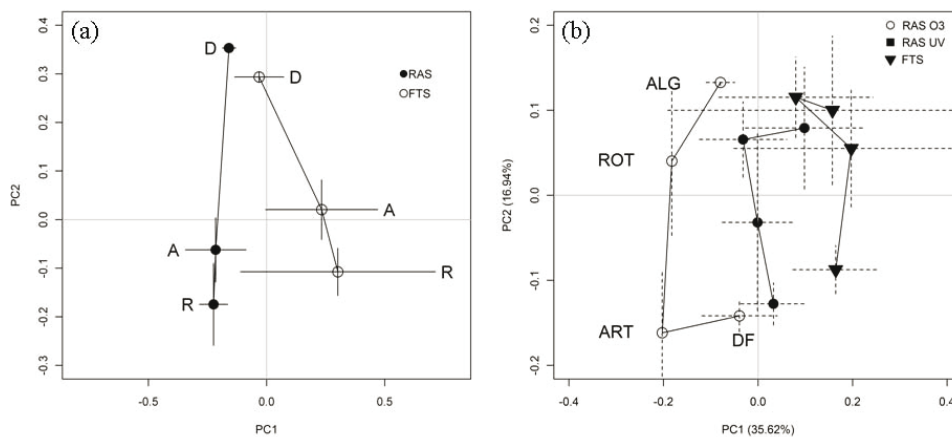 (a)
D
D
A
A
R
R
●RAS
○FTS
PC2
0.4
0.3
0.2
0.1
0.0
-0.1
-0.2
-0.3
-0.5
0.0
0.5
PC1
(b)
○ RAS O3
■ RAS UV
▼ FTS
ALG
ROT
ART
DF
PC2 (16.94%)
0.2
0.1
0.0
-0.1
-0.2
-0.4
-0.2
0.0
0.2
0.4
PC1 (35.62%)